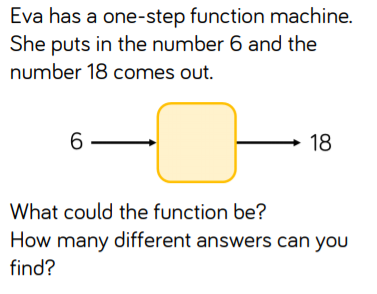 Eva has a one-step function machine.
She puts in the number 6 and the
number 18 comes out.
6 18
What could the function be?
How many different answers can you
find?